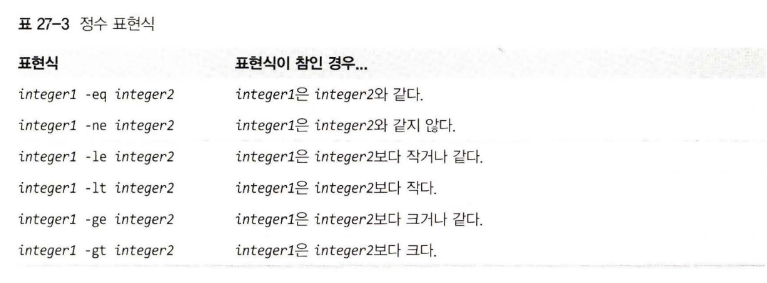 표 27-3 정수 표현식
표현식 표현식이 참인 경우...
integer1 -eq integer2 integer1은 integer2와 같다.
integer1 -ne integer2 integer1은 integer2와 같지 않다.
integer1 -le integer2 integer1은 integer2보다 작거나 같다.
integer1 -lt integer2 integer1은 integer2보다 작다.
integer1 -ge integer2 integer1은 integer2보다 크거나 같다.
integer1 -gt integer2 integer1은 integer2보다 크다.